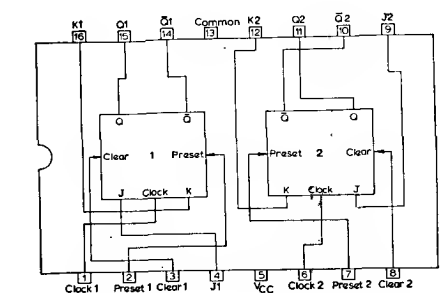 K1 Q1 Q̄1 Common K2 Q2 Q̄2 J2
16 15 14 13 12 11 10 9
Q Q̄ Q̄ Q
Clear 1 Preset Preset 2 Clear
J Clock K K Clock J
1 2 3 4 5 6 7 8
Clock 1 Preset 1 Clear 1 J1 VCC Clock 2 Preset 2 Clear 2